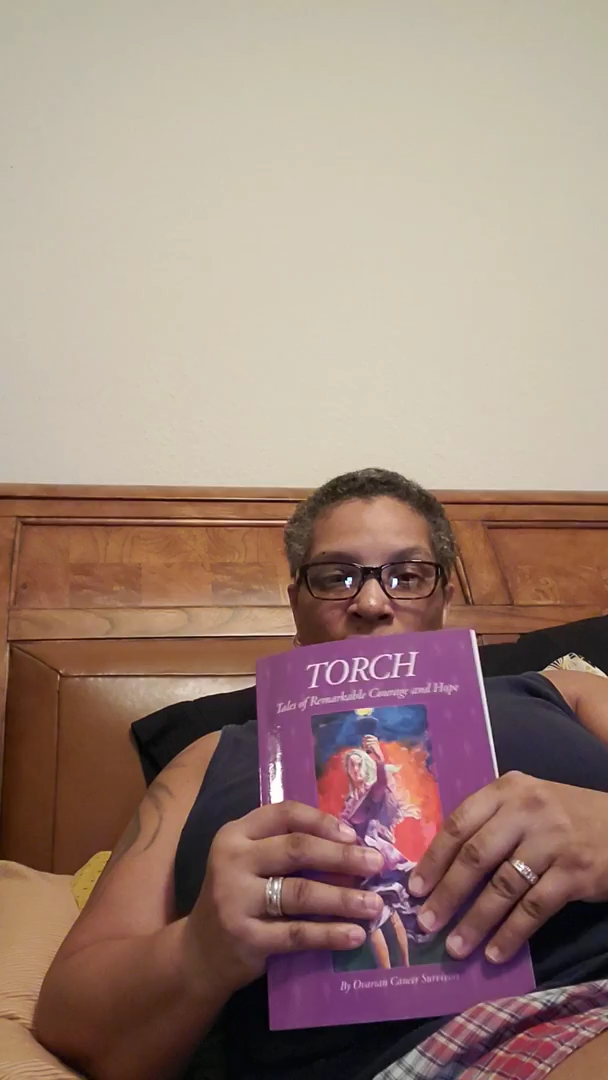 TORCH
Tales of Remarkable Courage and Hope
By Ovarian Cancer Survivors